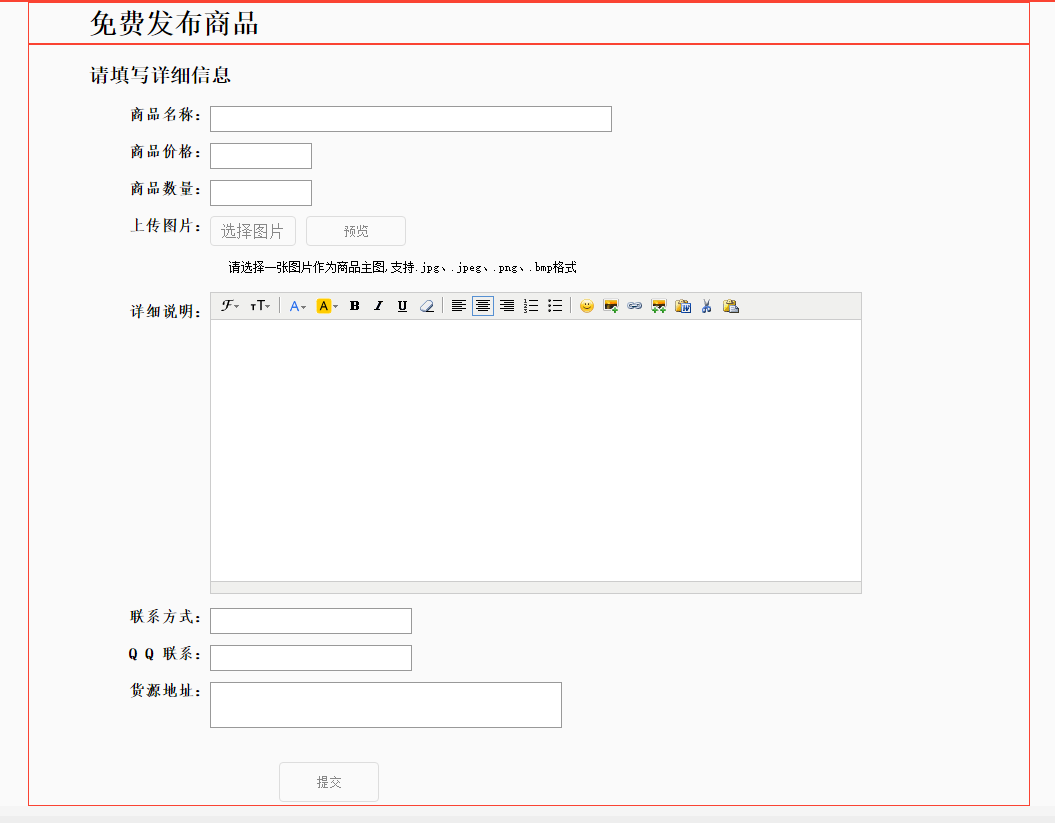 免费发布商品
请填写详细信息
商品名称：
商品价格：
商品数量：
上传图片： 选择图片 预览
请选择一张图片作为商品主图,支持.jpg、.jpeg、.png、.bmp格式
详细说明：
联系方式：
Q Q 联系：
货源地址：
提交